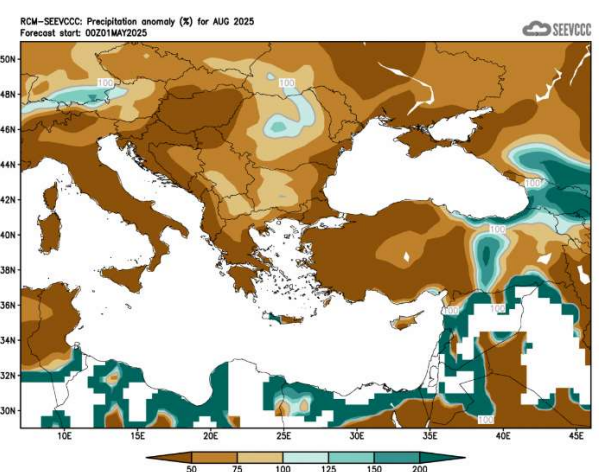 RCM-SEEVCCC: Precipitation anomaly (%) for AUG 2025
Forecast start: 00Z01MAY2025
SEEVCCC
50N
48N
46N
44N
42N
40N
38N
36N
34N
32N
30N
100
100
100
100
100
100
100
10E
15E
20E
25E
30E
35E
40E
45E
50
75
100
125
150
200